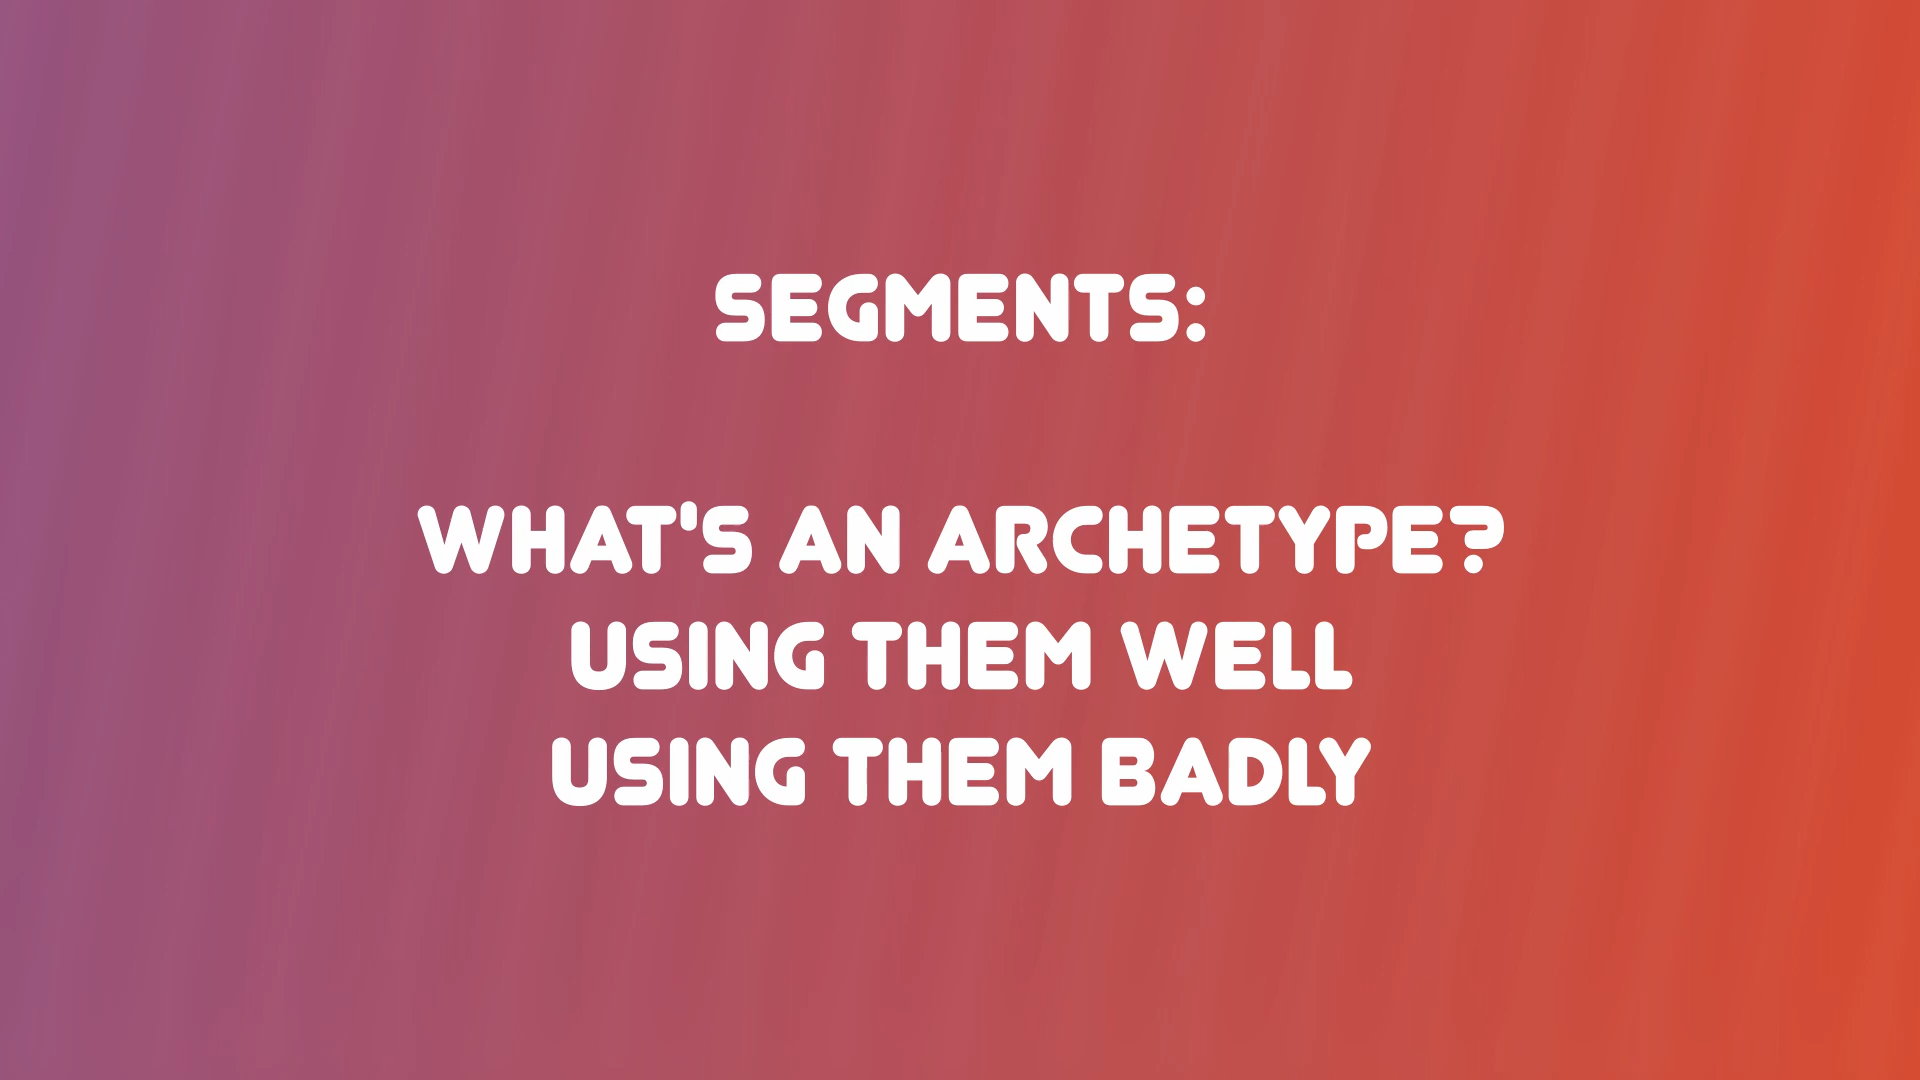 SEGMENTS:
WHAT'S AN ARCHETYPE?
USING THEM WELL
USING THEM BADLY